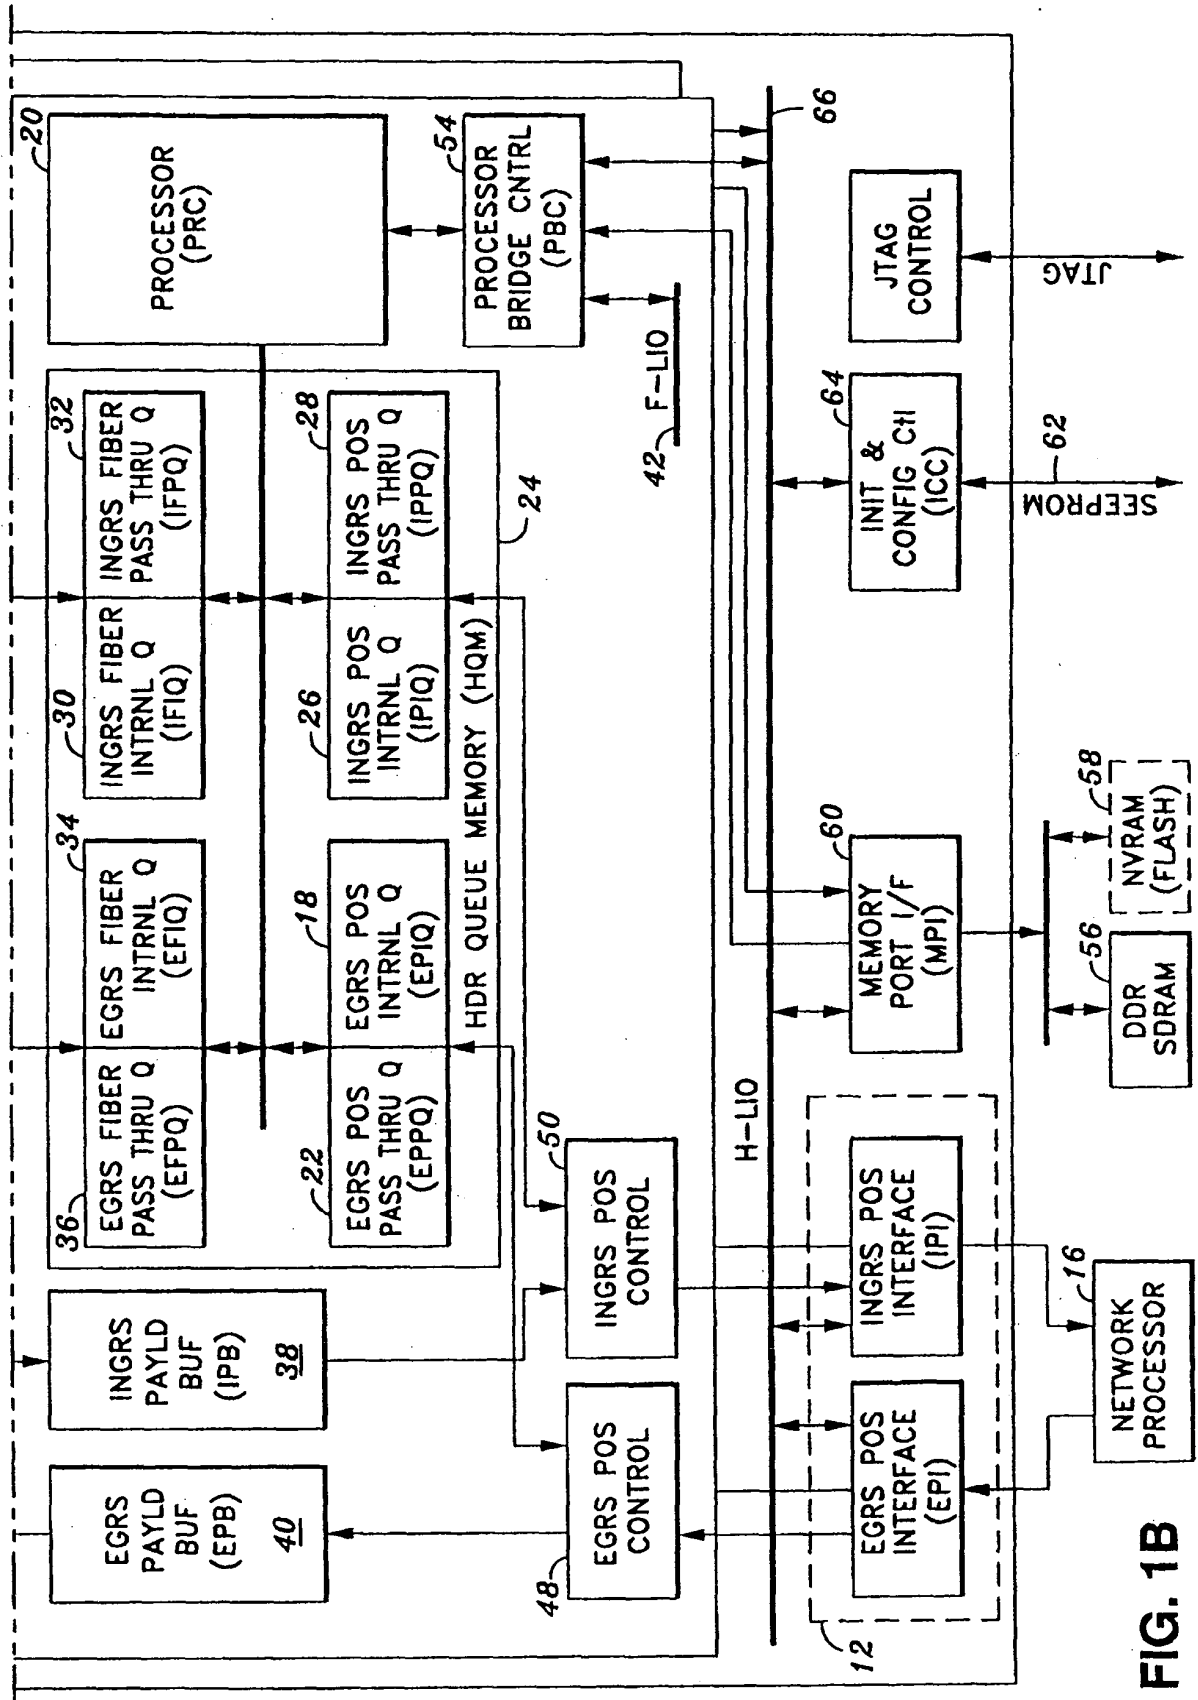 EGRS
PAYLD
BUF
(EPB)
40
INGRS
PAYLD
BUF
(IPB)
38
36
EGRS FIBER
PASS THRU Q
(EFPQ)
34
EGRS FIBER
INTRNL Q
(EFIQ)
30
INGRS FIBER
INTRNL Q
(IFIQ)
32
INGRS FIBER
PASS THRU Q
(IFPQ)
20
PROCESSOR
(PRC)
22
EGRS POS
PASS THRU Q
(EPPQ)
18
EGRS POS
INTRNL Q
(EPIQ)
26
INGRS POS
INTRNL Q
(IPIQ)
28
INGRS POS
PASS THRU Q
(IPPQ)
HDR QUEUE MEMORY (HQM)
24
54
PROCESSOR
BRIDGE CNTRL
(PBC)
48
EGRS POS
CONTROL
50
INGRS POS
CONTROL
42
F-LIO
H-LIO
66
12
EGRS POS
INTERFACE
(EPI)
INGRS POS
INTERFACE
(IPI)
60
MEMORY
PORT I/F
(MPI)
64
INIT &
CONFIG Ctl
(ICC)
JTAG
CONTROL
62
SEEPROM
JTAG
16
NETWORK
PROCESSOR
56
DDR
SDRAM
58
NVRAM
(FLASH)
FIG. 1B